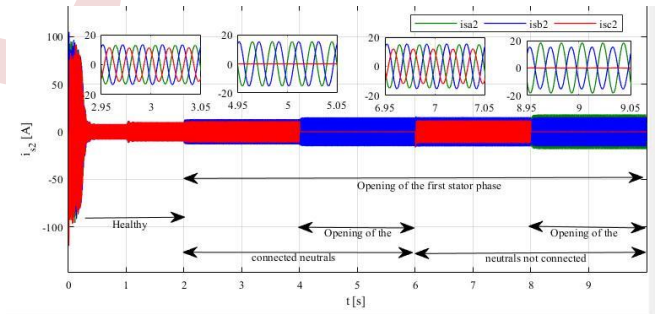 isa2 isb2 isc2
20
0
20
2.95 3 3.05
20
0
-20
4.95 5 5.05
20
0
-20
6.95 7 7.05
20
0
-20
8.95 9 9.05
100
50
0
-50
-100
i_s2 [A]
Opening of the first stator phase
Healthy
Opening of the
Opening of the
connected neutrals
neutrals not connected
0 1 2 3 4 5 6 7 8 9
t [s]